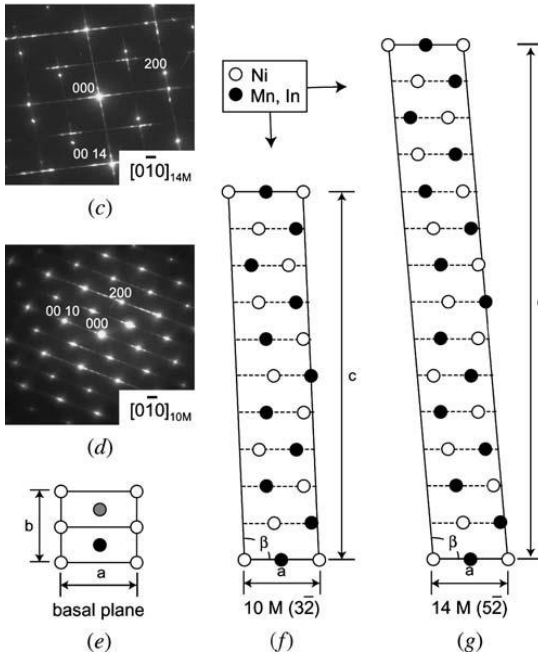 200
000
00 14
[01̄0]14M
(c)
200
00 10
000
[01̄0]10M
(d)
b
a
basal plane
(e)
Ni
Mn, In
c
β
a
10 M (32̄)
(f)
β
a
14 M (52̄)
(g)